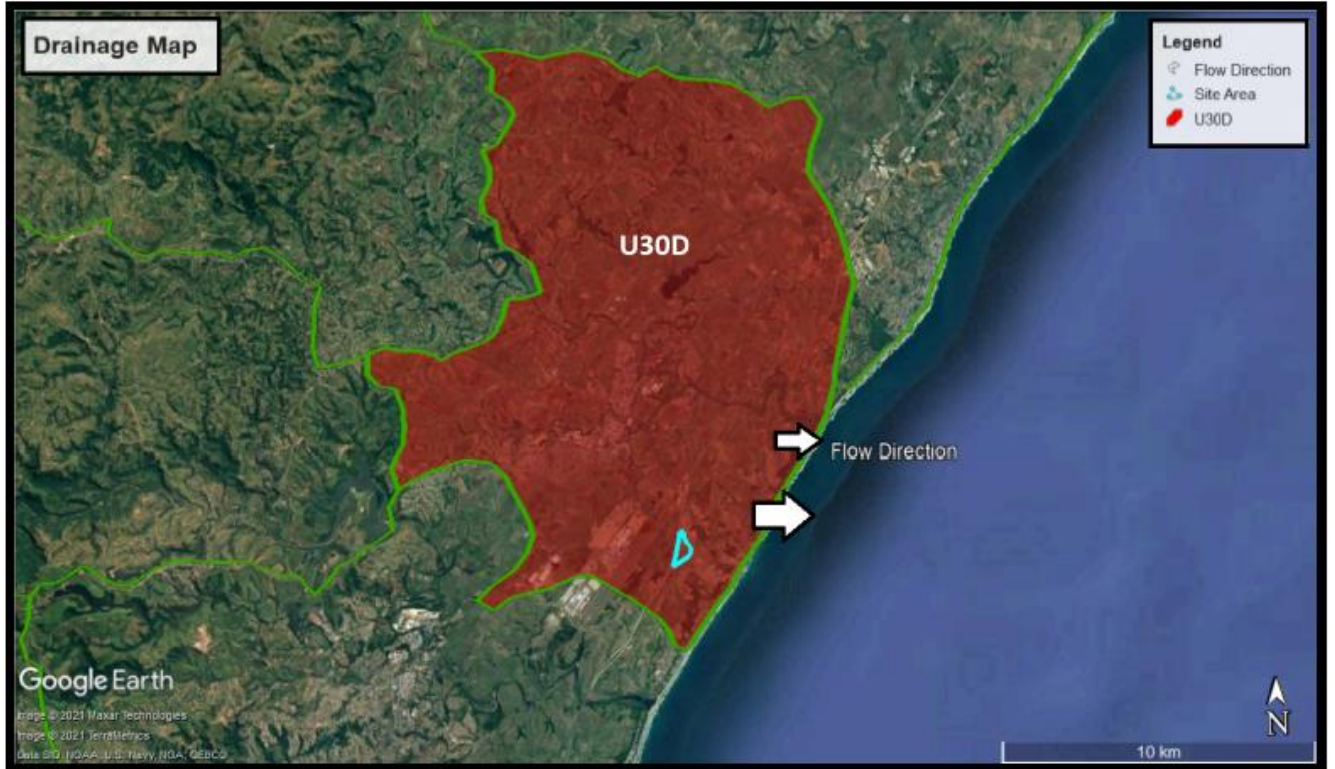 Drainage Map
Legend
Flow Direction
Site Area
U30D
U30D
Flow Direction
Google Earth
Image © 2021 Maxar Technologies
Image © 2021 TerraMetrics
Data SIO, NOAA, U.S. Navy, NGA, GEBCO
N
10 km